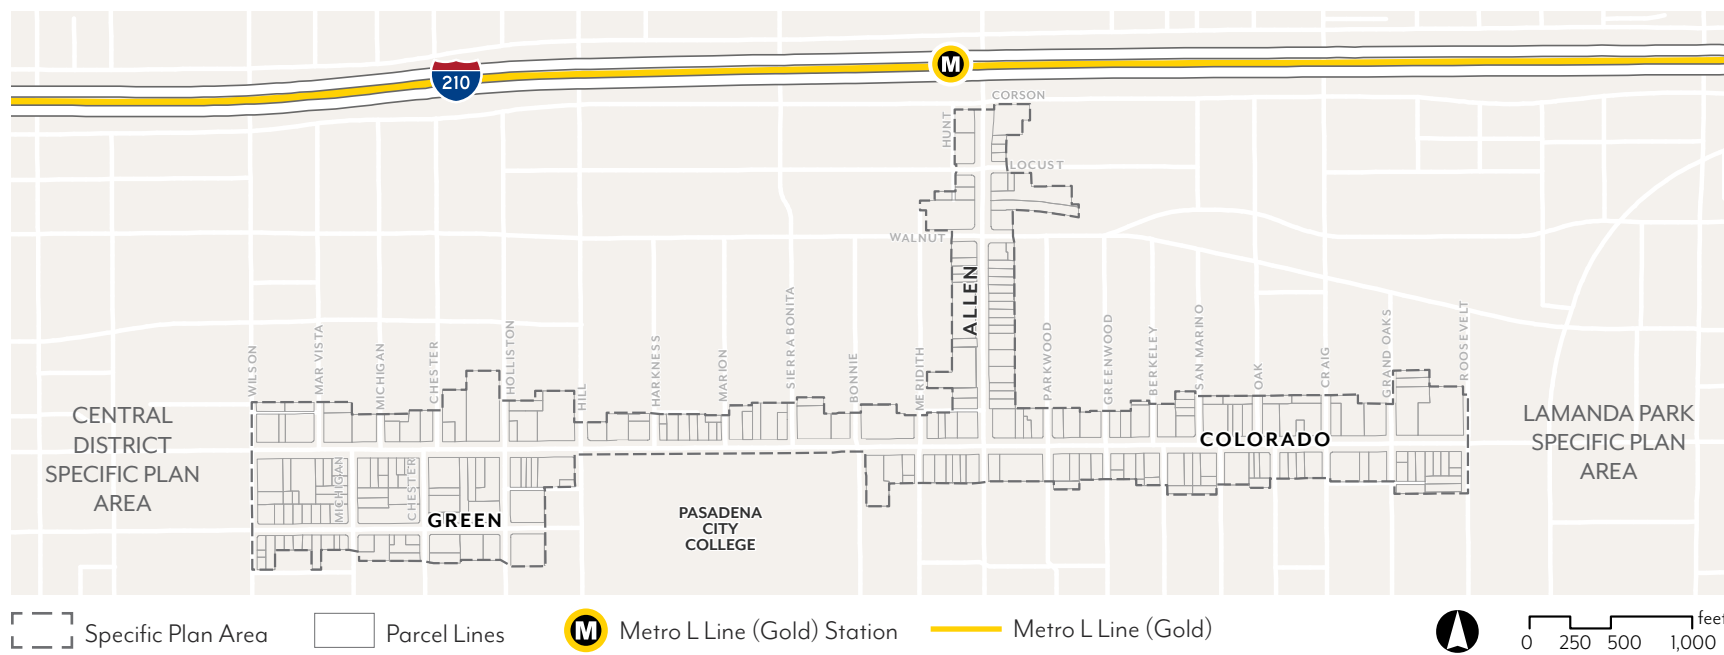 M
210
CORSON
HUNT
LOCUST
WALNUT
ALLEN
WILSON
MAR VISTA
MICHIGAN
CHESTER
HOLLISTON
HILL
HARKNESS
MARION
SIERRA BONITA
BONNIE
MERIDITH
PARKWOOD
GREENWOOD
BERKELEY
SAN MARINO
OAK
CRAIG
GRAND OAKS
ROOSEVELT
CENTRAL
DISTRICT
SPECIFIC PLAN
AREA
COLORADO
LAMANDA PARK
SPECIFIC PLAN
AREA
MICHIGAN
CHESTER
GREEN
PASADENA
CITY
COLLEGE
Specific Plan Area
Parcel Lines
M
Metro L Line (Gold) Station
Metro L Line (Gold)
feet
0 250 500 1,000